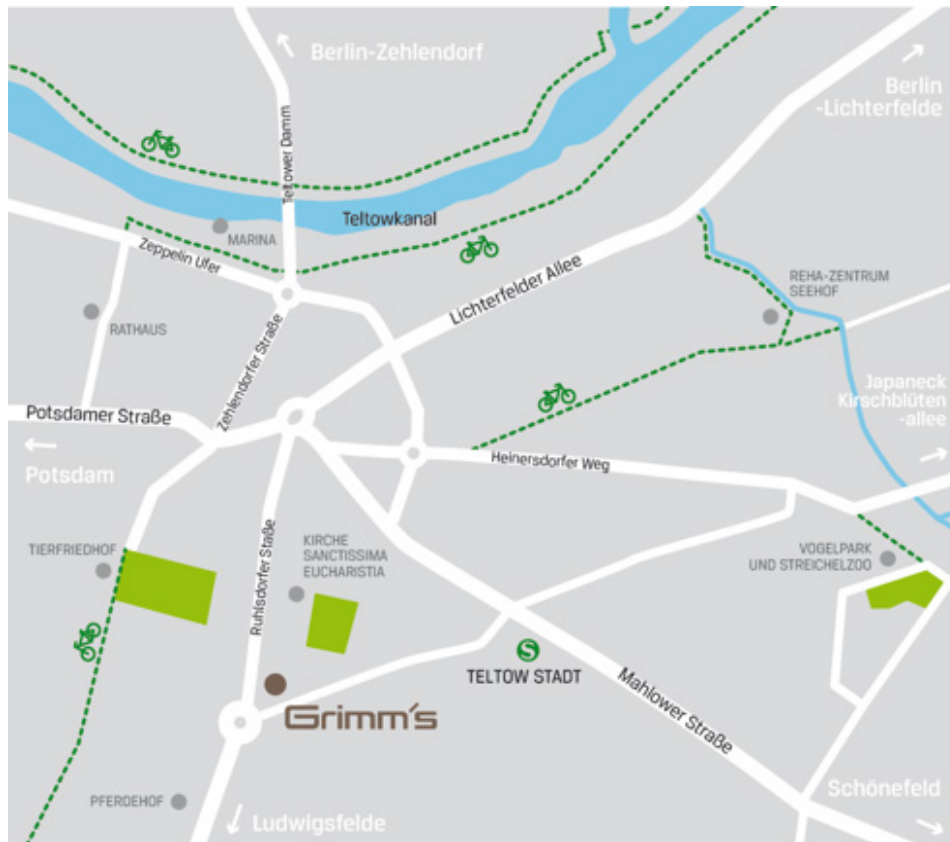 Berlin-Zehlendorf
Berlin
-Lichterfelde
Teltower Damm
Teltowkanal
MARINA
Zeppelin Ufer
Lichterfelder Allee
REHA-ZENTRUM
SEEHOF
RATHAUS
Zehlendorfer Straße
Potsdamer Straße
Japaneck
Kirschblüten
-allee
Potsdam
Heinersdorfer Weg
TIERFRIEDHOF
KIRCHE
SANCTISSIMA
EUCHARISTIA
VOGELPARK
UND STREICHELZOO
Ruhlsdorfer Staße
S
TELTOW STADT
Mahlower Straße
Grimm's
PFERDEHOF
Schönefeld
Ludwigsfelde